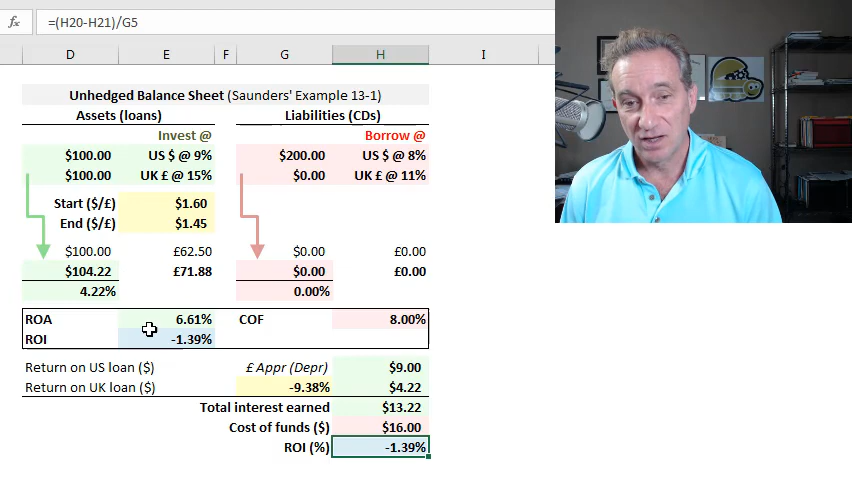 fx =(H20-H21)/G5
D E F G H I
Unhedged Balance Sheet (Saunders' Example 13-1)
Assets (loans) Liabilities (CDs)
Invest @ Borrow @
$100.00 US $ @ 9% $200.00 US $ @ 8%
$100.00 UK £ @ 15% $0.00 UK £ @ 11%
Start ($/£) $1.60
End ($/£) $1.45
$100.00 £62.50 $0.00 £0.00
$104.22 £71.88 $0.00 £0.00
4.22% 0.00%
ROA 6.61% COF 8.00%
ROI -1.39%
Return on US loan ($) £ Appr (Depr) $9.00
Return on UK loan ($) -9.38% $4.22
Total interest earned $13.22
Cost of funds ($) $16.00
ROI (%) -1.39%